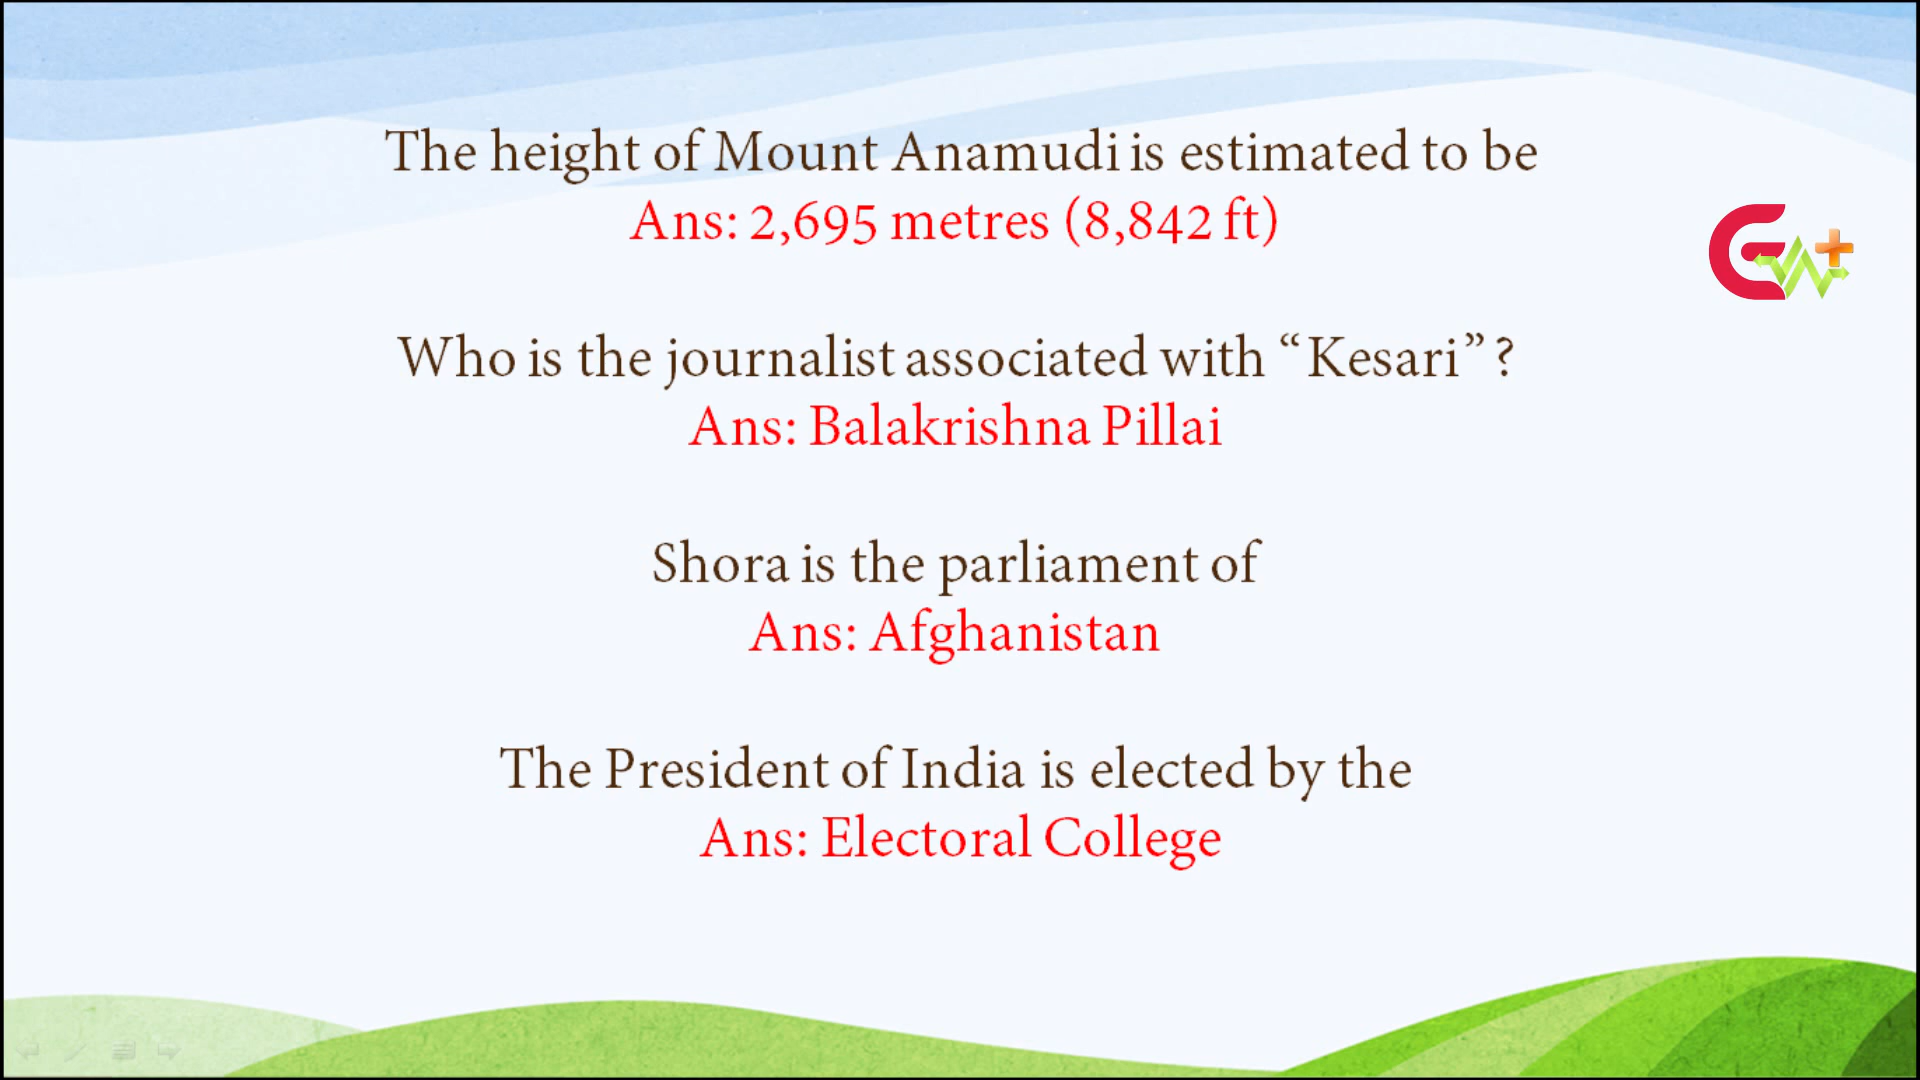 The height of Mount Anamudi is estimated to be
Ans: 2,695 metres (8,842 ft)
Who is the journalist associated with “Kesari”?
Ans: Balakrishna Pillai
Shora is the parliament of
Ans: Afghanistan
The President of India is elected by the
Ans: Electoral College